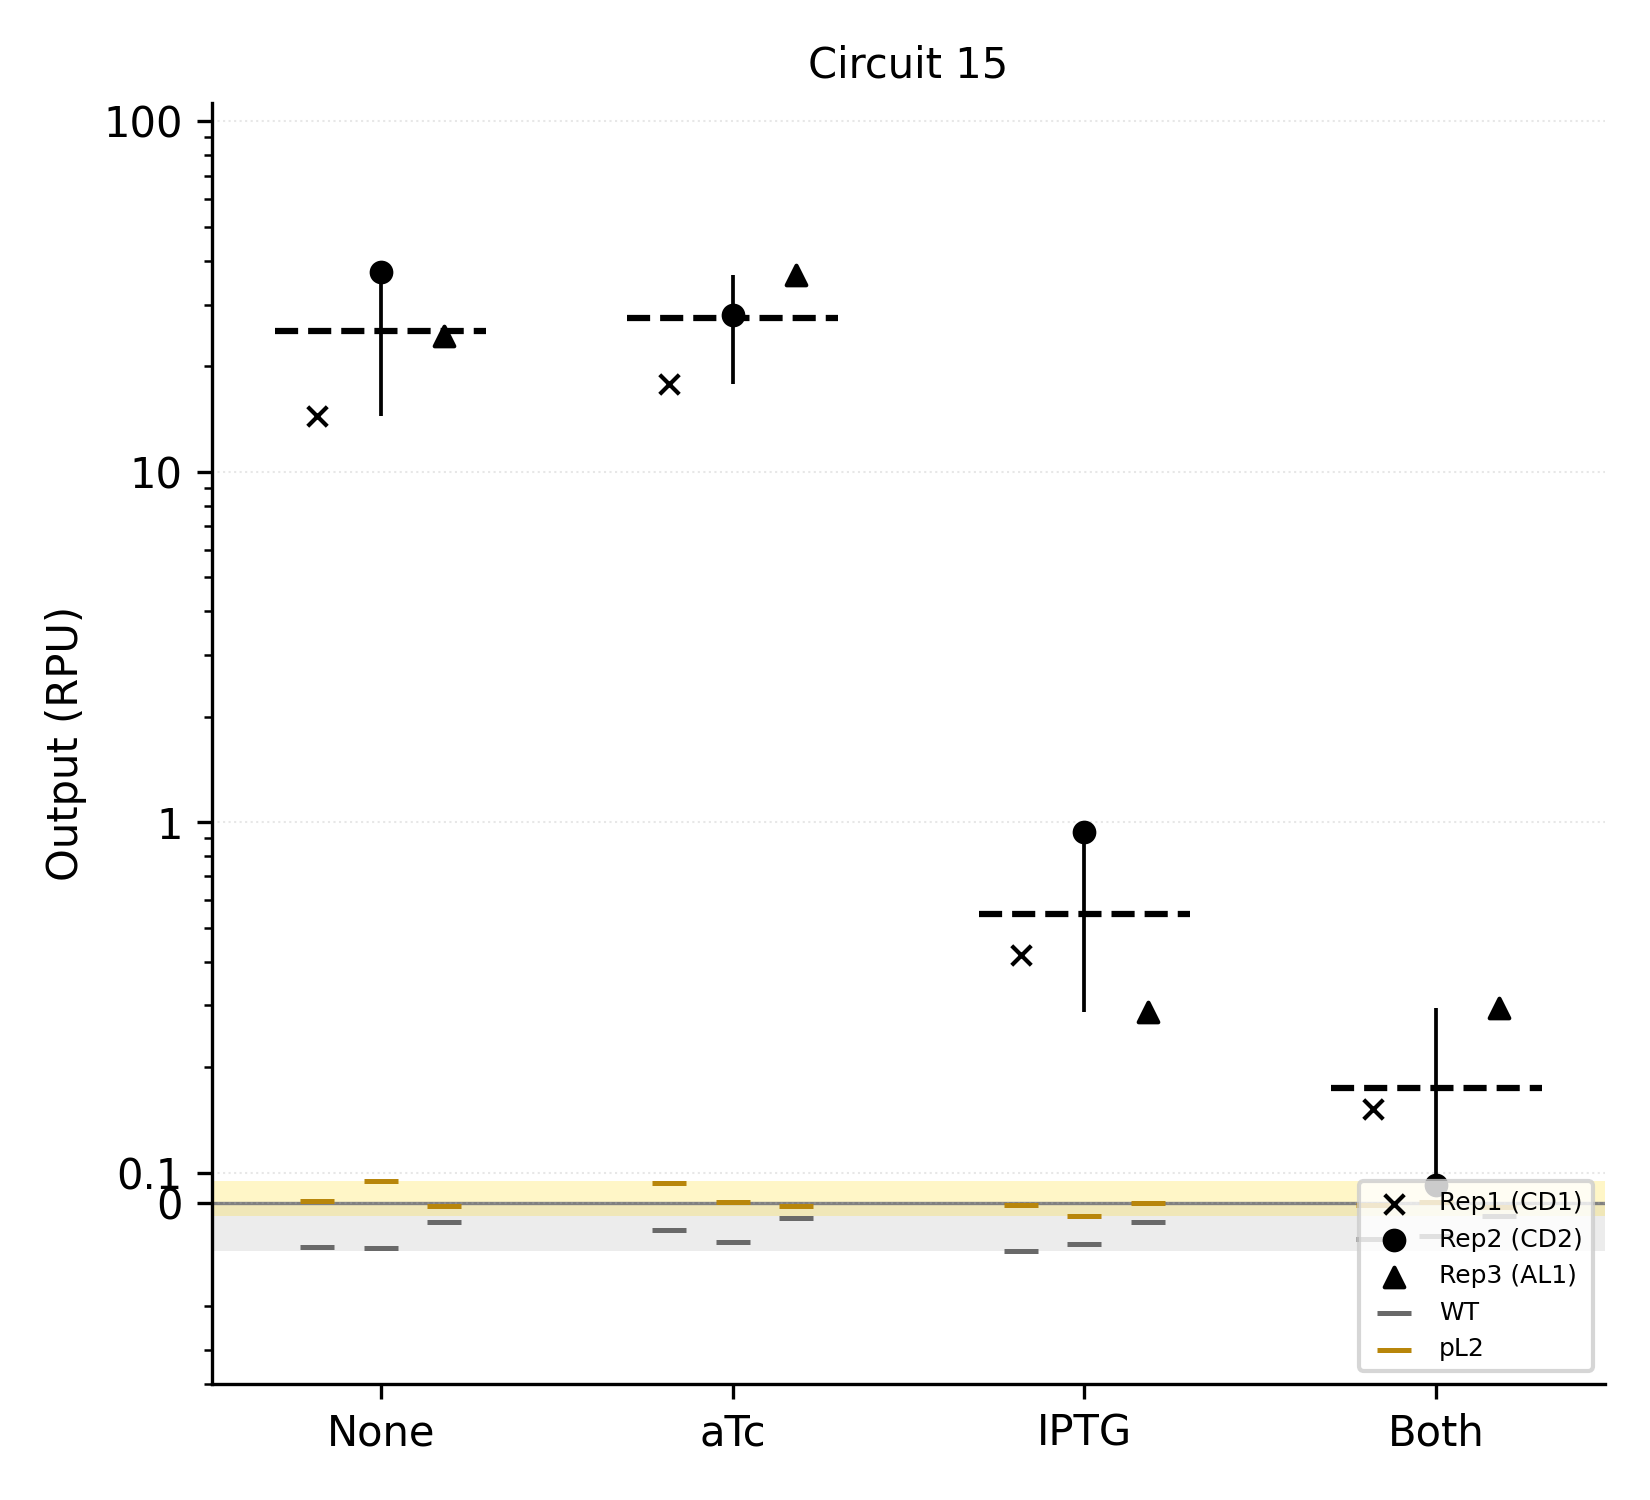 Circuit 15
Output (RPU)
100
10
1
0.1
0
None
aTc
IPTG
Both
Rep1 (CD1)
Rep2 (CD2)
Rep3 (AL1)
WT
pL2